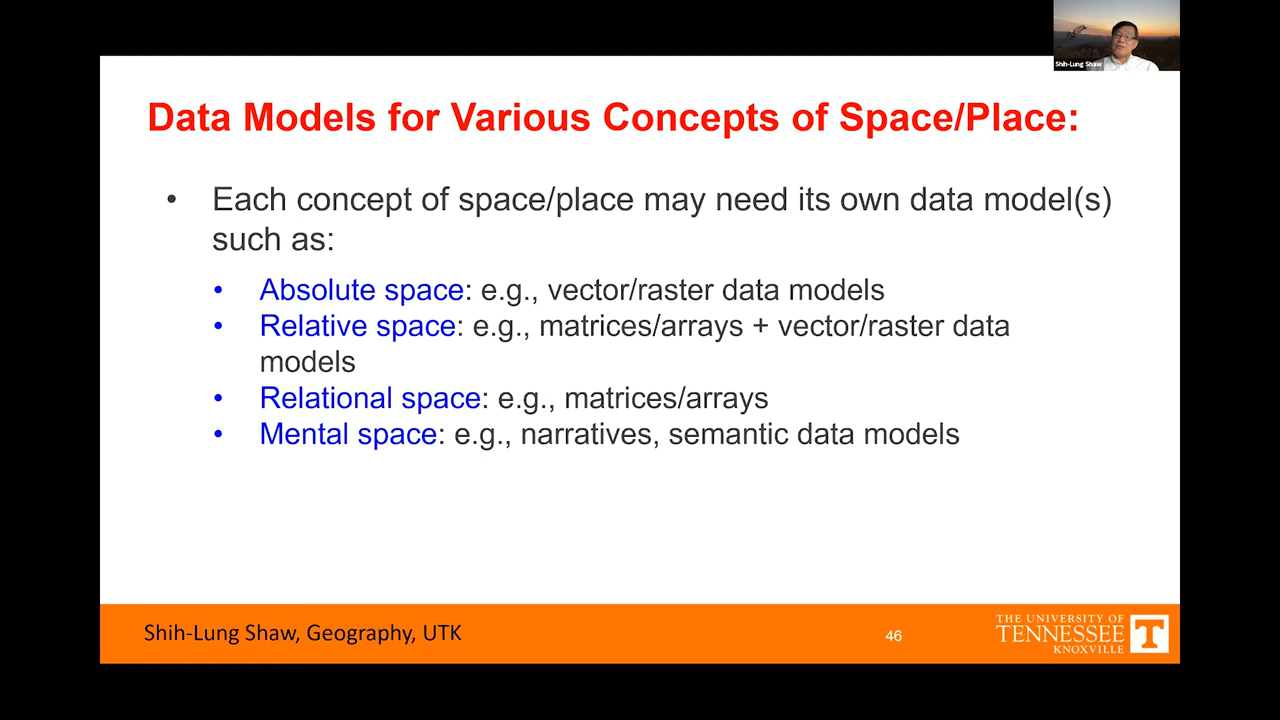 Shih-Lung Shaw
Data Models for Various Concepts of Space/Place:
• Each concept of space/place may need its own data model(s)
such as:
• Absolute space: e.g., vector/raster data models
• Relative space: e.g., matrices/arrays + vector/raster data
models
• Relational space: e.g., matrices/arrays
• Mental space: e.g., narratives, semantic data models
Shih-Lung Shaw, Geography, UTK
46
THE UNIVERSITY OF
TENNESSEE
KNOXVILLE
T